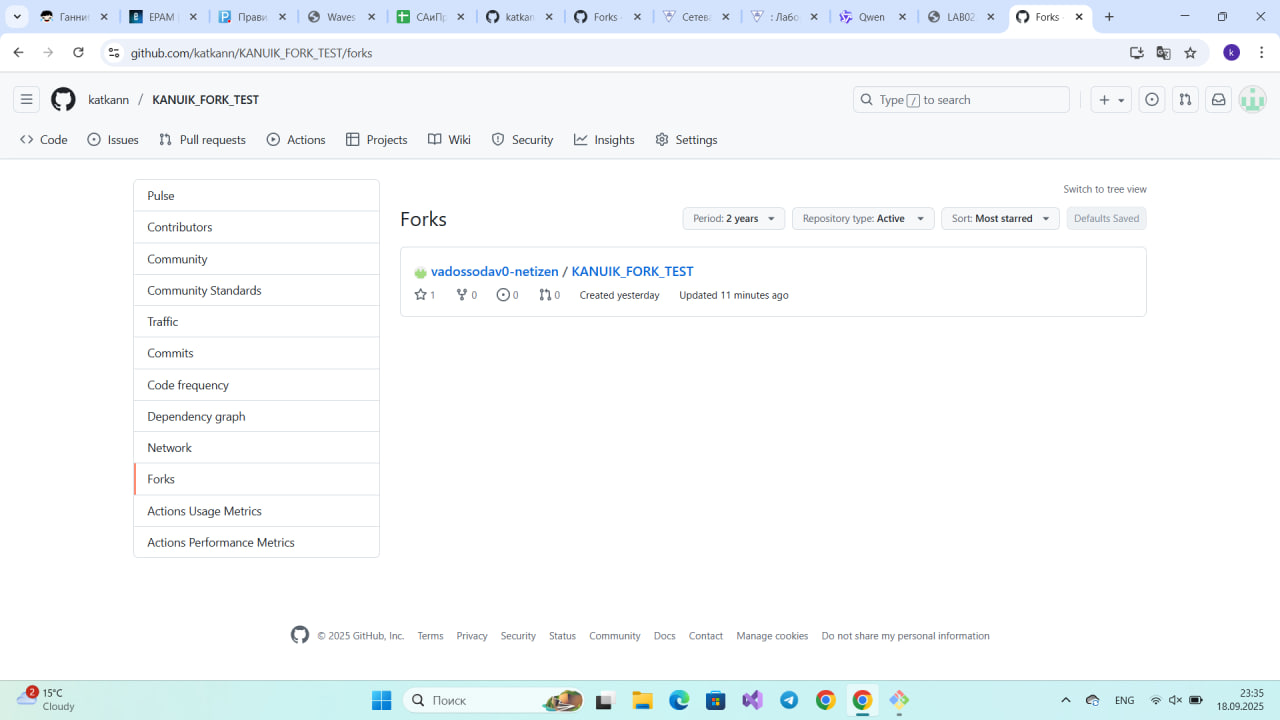 Ганни
EPAM
Прави
Waves
САиПр
katkan
Forks
Сетева
: Лабо
Qwen
LAB02.
Forks
github.com/katkann/KANUIK_FORK_TEST/forks
k
katkann / KANUIK_FORK_TEST
Type / to search
Code Issues Pull requests Actions Projects Wiki Security Insights Settings
Pulse
Contributors
Community
Community Standards
Traffic
Commits
Code frequency
Dependency graph
Network
Forks
Actions Usage Metrics
Actions Performance Metrics
Switch to tree view
Forks
Period: 2 years
Repository type: Active
Sort: Most starred
Defaults Saved
vadossodav0-netizen / KANUIK_FORK_TEST
1 0 0 0 Created yesterday Updated 11 minutes ago
© 2025 GitHub, Inc. Terms Privacy Security Status Community Docs Contact Manage cookies Do not share my personal information
2
15°C
Cloudy
Поиск
ENG
23:35
18.09.2025